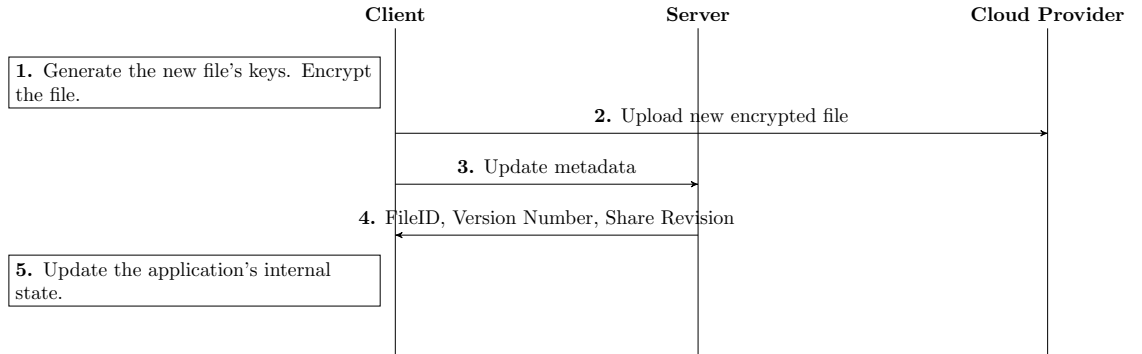 Client Server Cloud Provider
1. Generate the new file's keys. Encrypt
the file.
2. Upload new encrypted file
3. Update metadata
4. FileID, Version Number, Share Revision
5. Update the application's internal
state.